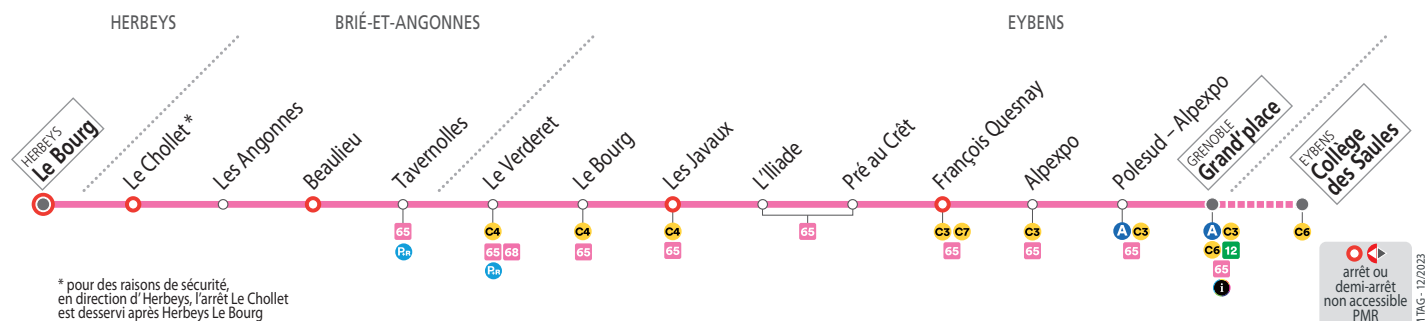 HERBEYS
BRIÉ-ET-ANGONNES
EYBENS
HERBEYS
Le Bourg
Le Chollet *
Les Angonnes
Beaulieu
Tavernolles
Le Verderet
Le Bourg
Les Javaux
L'Iliade
Pré au Crêt
François Quesnay
Alpexpo
Polesud – Alpexpo
GRENOBLE
Grand'place
EYBENS
Collège
des Saules
65
P+R
C4
65 68
P+R
C4
65
C4
65
65
C3 C7
65
C3
65
A C3
65
A C3
C6 12
65
i
C6
* pour des raisons de sécurité,
en direction d'Herbeys, l'arrêt Le Chollet
est desservi après Herbeys Le Bourg
arrêt ou
demi-arrêt
non accessible
PMR
TAG - 12/2023